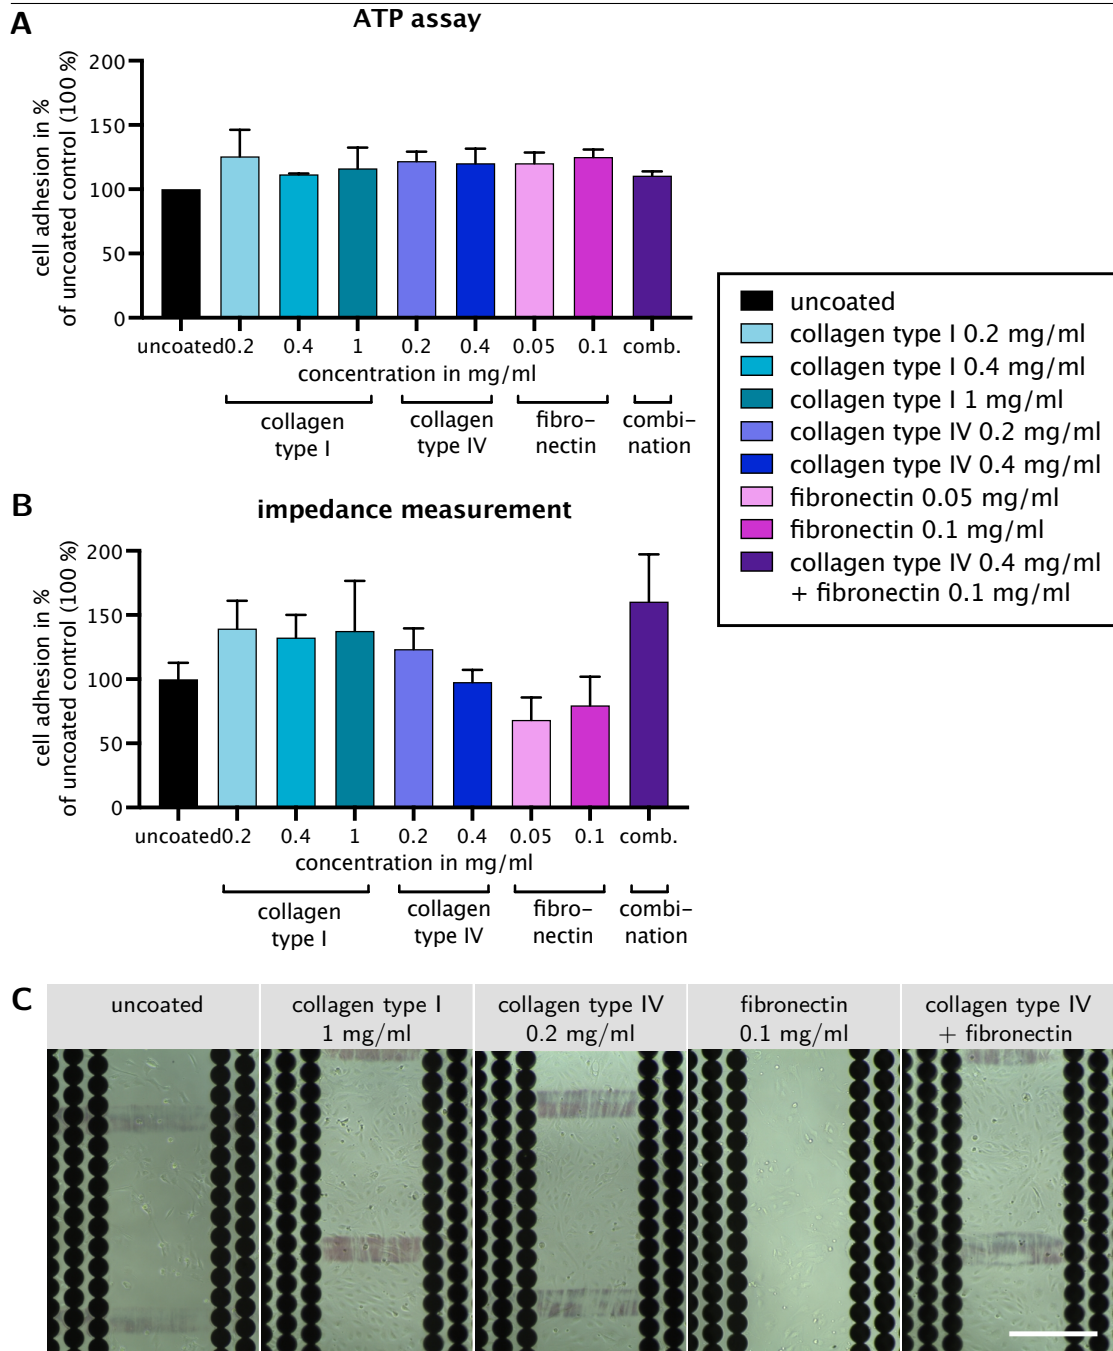 A
ATP assay
cell adhesion in %
of uncoated control (100 %)
200
150
100
50
0
uncoated 0.2 0.4 1 0.2 0.4 0.05 0.1 comb.
concentration in mg/ml
collagen
type I
collagen
type IV
fibro-
nectin
combi-
nation
uncoated
collagen type I 0.2 mg/ml
collagen type I 0.4 mg/ml
collagen type I 1 mg/ml
collagen type IV 0.2 mg/ml
collagen type IV 0.4 mg/ml
fibronectin 0.05 mg/ml
fibronectin 0.1 mg/ml
collagen type IV 0.4 mg/ml
+ fibronectin 0.1 mg/ml
B
impedance measurement
cell adhesion in %
of uncoated control (100 %)
200
150
100
50
0
uncoated 0.2 0.4 1 0.2 0.4 0.05 0.1 comb.
concentration in mg/ml
collagen
type I
collagen
type IV
fibro-
nectin
combi-
nation
C
uncoated
collagen type I
1 mg/ml
collagen type IV
0.2 mg/ml
fibronectin
0.1 mg/ml
collagen type IV
+ fibronectin